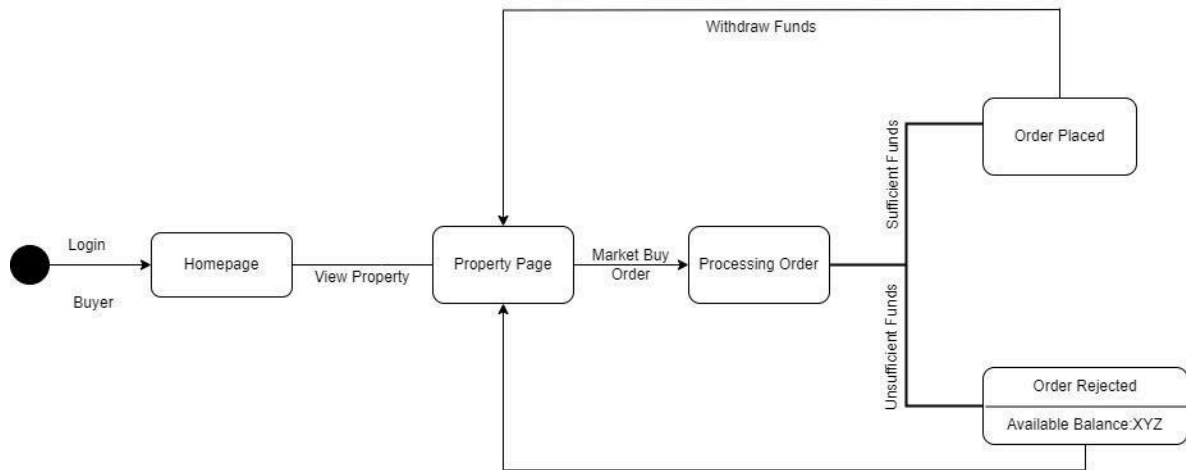 Withdraw Funds
Order Placed
Sufficient Funds
Login
Homepage
View Property
Property Page
Market Buy
Order
Processing Order
Buyer
Unsufficient Funds
Order Rejected
Available Balance:XYZ